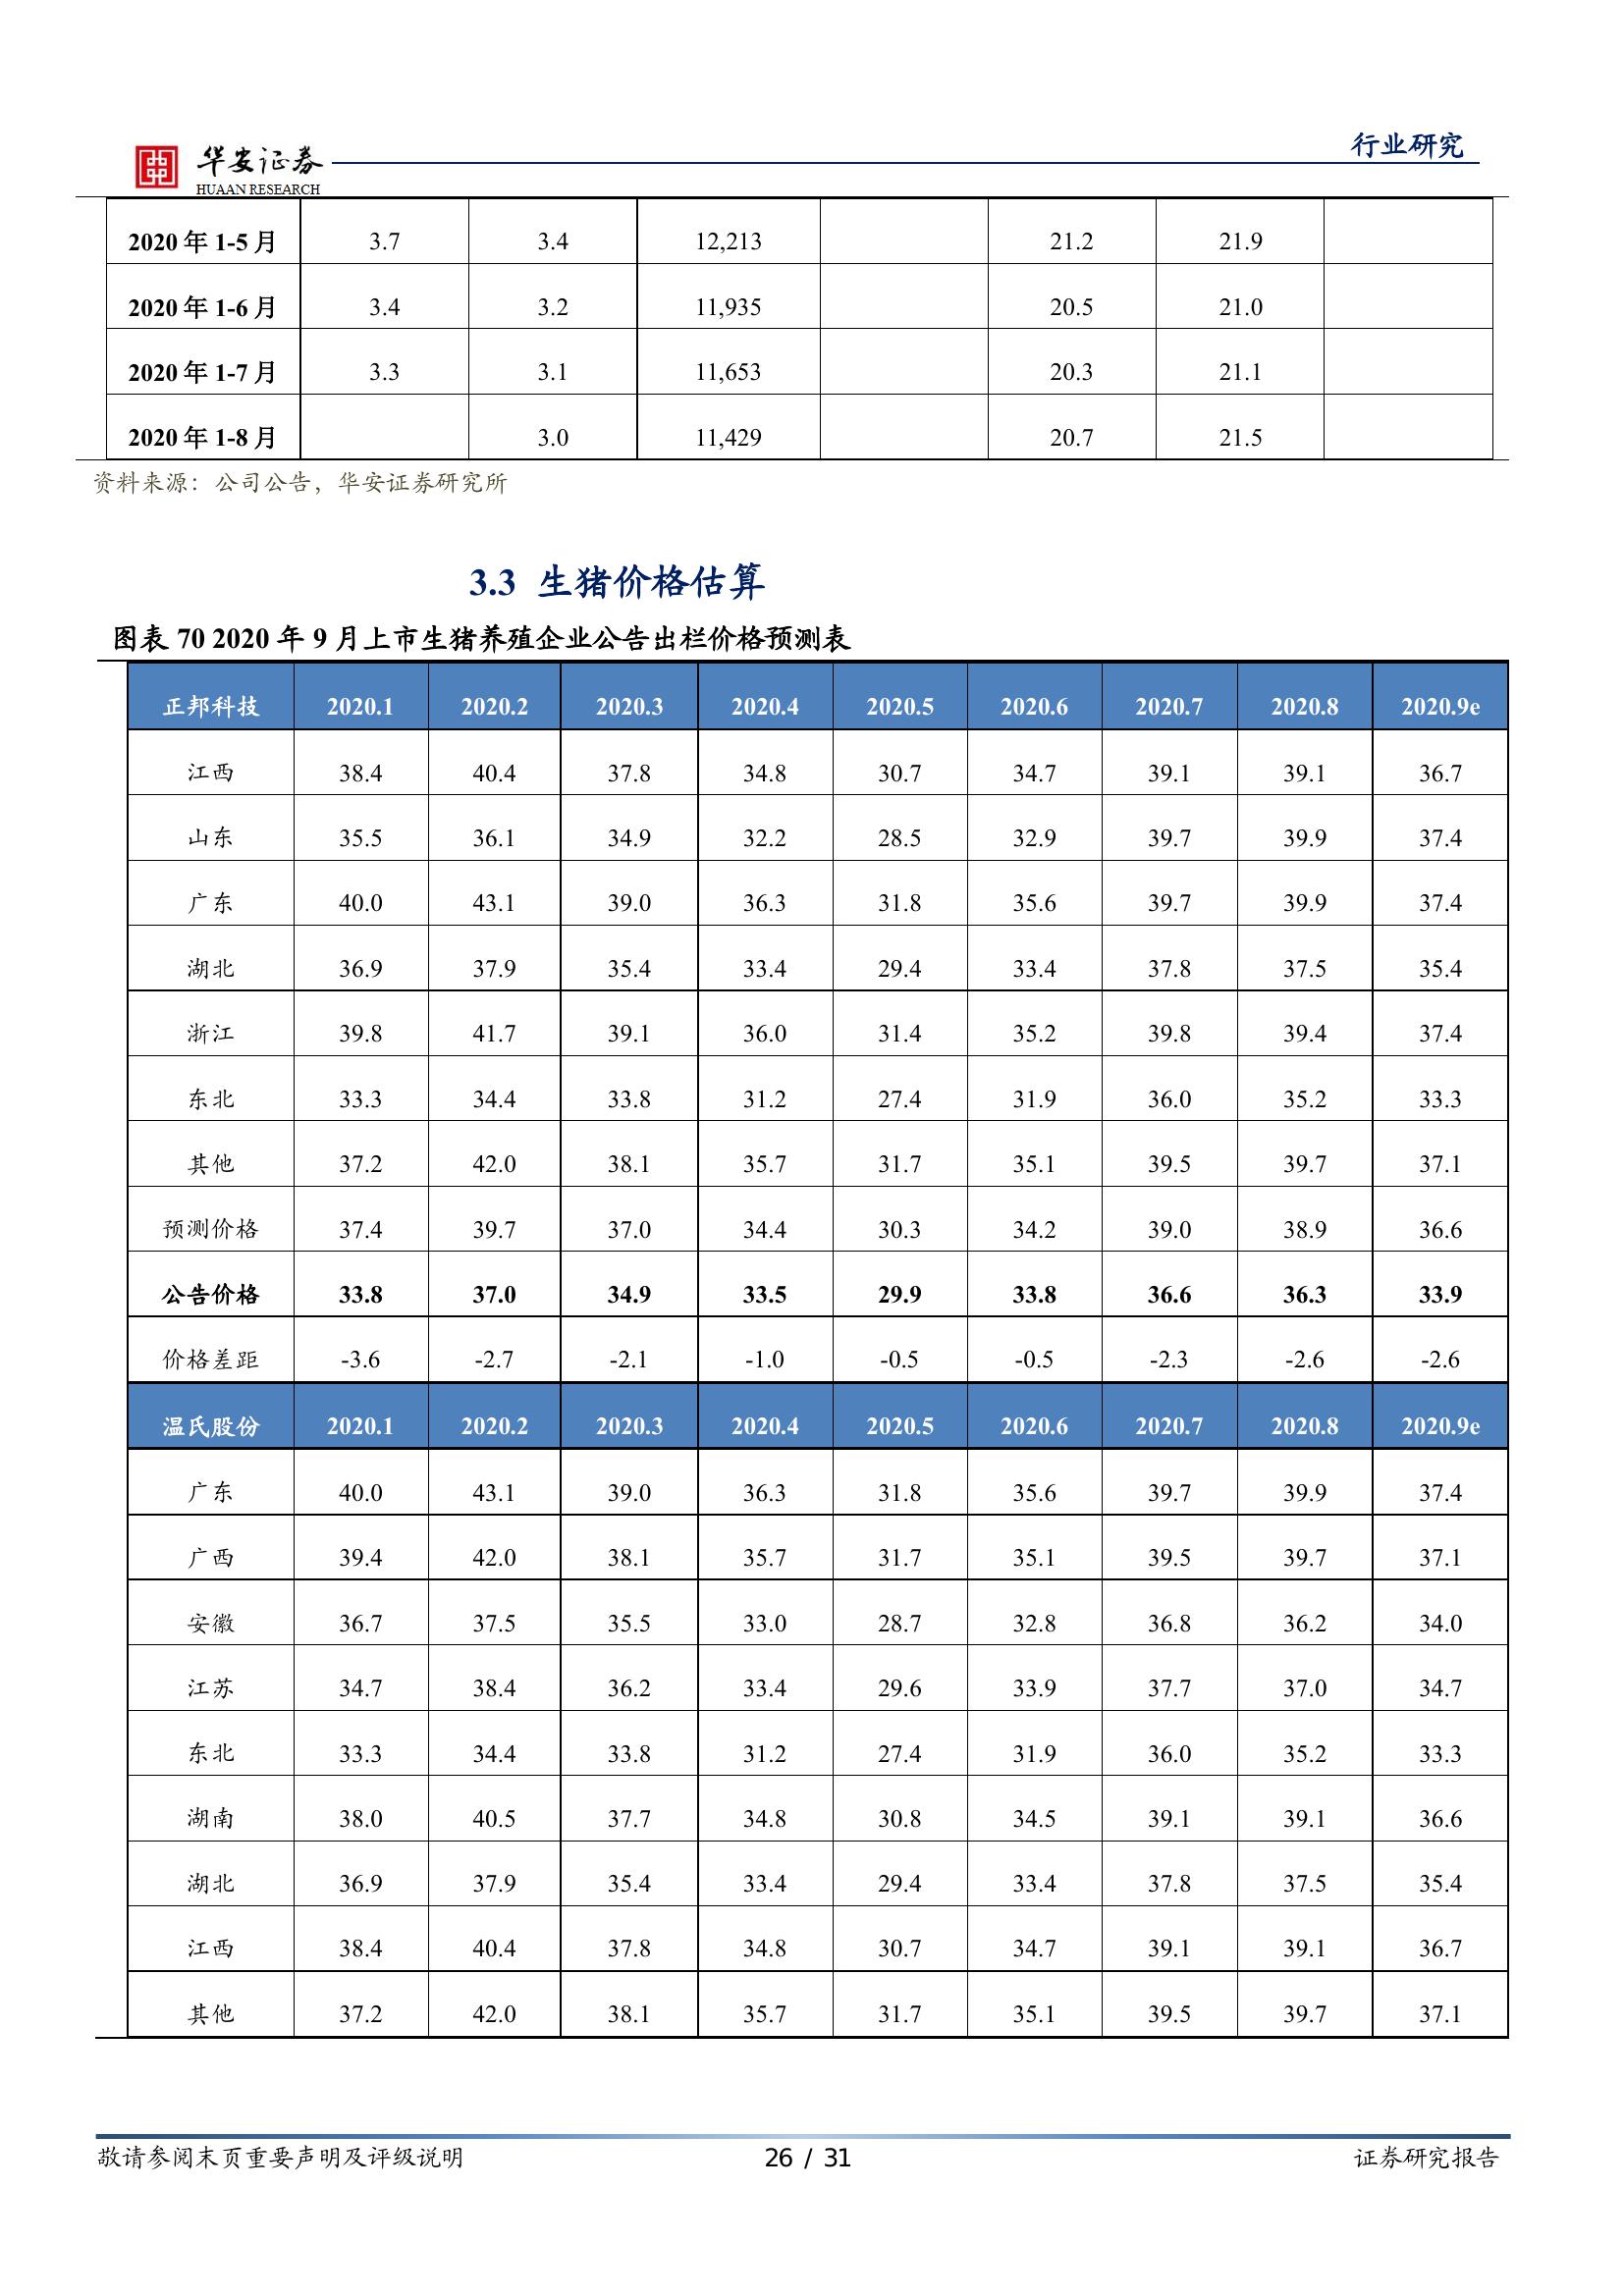 行业研究
华安证券
HUAAN RESEARCH
2020 年 1-5 月 3.7 3.4 12,213 21.2 21.9
2020 年 1-6 月 3.4 3.2 11,935 20.5 21.0
2020 年 1-7 月 3.3 3.1 11,653 20.3 21.1
2020 年 1-8 月 3.0 11,429 20.7 21.5
资料来源：公司公告，华安证券研究所
3.3 生猪价格估算
图表 70 2020 年 9 月上市生猪养殖企业公告出栏价格预测表
正邦科技 2020.1 2020.2 2020.3 2020.4 2020.5 2020.6 2020.7 2020.8 2020.9e
江西 38.4 40.4 37.8 34.8 30.7 34.7 39.1 39.1 36.7
山东 35.5 36.1 34.9 32.2 28.5 32.9 39.7 39.9 37.4
广东 40.0 43.1 39.0 36.3 31.8 35.6 39.7 39.9 37.4
湖北 36.9 37.9 35.4 33.4 29.4 33.4 37.8 37.5 35.4
浙江 39.8 41.7 39.1 36.0 31.4 35.2 39.8 39.4 37.4
东北 33.3 34.4 33.8 31.2 27.4 31.9 36.0 35.2 33.3
其他 37.2 42.0 38.1 35.7 31.7 35.1 39.5 39.7 37.1
预测价格 37.4 39.7 37.0 34.4 30.3 34.2 39.0 38.9 36.6
公告价格 33.8 37.0 34.9 33.5 29.9 33.8 36.6 36.3 33.9
价格差距 -3.6 -2.7 -2.1 -1.0 -0.5 -0.5 -2.3 -2.6 -2.6
温氏股份 2020.1 2020.2 2020.3 2020.4 2020.5 2020.6 2020.7 2020.8 2020.9e
广东 40.0 43.1 39.0 36.3 31.8 35.6 39.7 39.9 37.4
广西 39.4 42.0 38.1 35.7 31.7 35.1 39.5 39.7 37.1
安徽 36.7 37.5 35.5 33.0 28.7 32.8 36.8 36.2 34.0
江苏 34.7 38.4 36.2 33.4 29.6 33.9 37.7 37.0 34.7
东北 33.3 34.4 33.8 31.2 27.4 31.9 36.0 35.2 33.3
湖南 38.0 40.5 37.7 34.8 30.8 34.5 39.1 39.1 36.6
湖北 36.9 37.9 35.4 33.4 29.4 33.4 37.8 37.5 35.4
江西 38.4 40.4 37.8 34.8 30.7 34.7 39.1 39.1 36.7
其他 37.2 42.0 38.1 35.7 31.7 35.1 39.5 39.7 37.1
敬请参阅末页重要声明及评级说明 26 / 31 证券研究报告